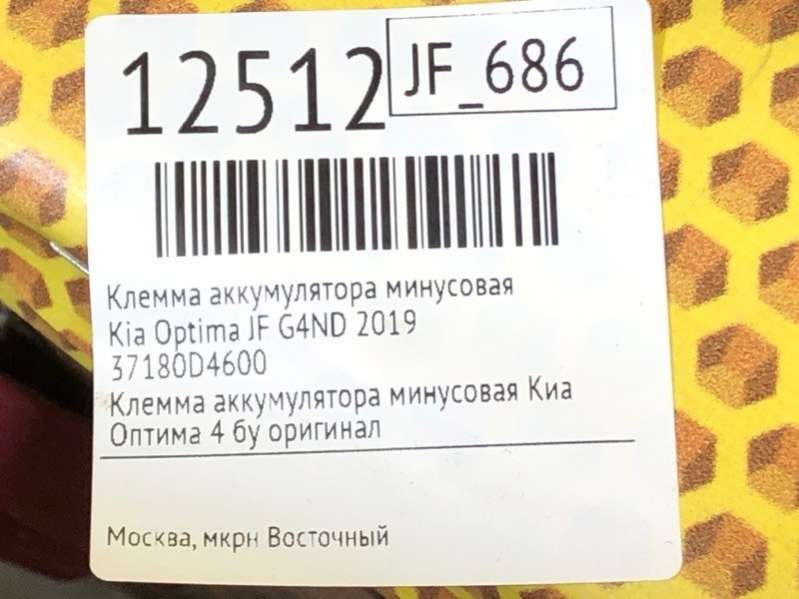 12512
JF_686
Клемма аккумулятора минусовая
Kia Optima JF G4ND 2019
37180D4600
Клемма аккумулятора минусовая Киа
Оптима 4 бу оригинал
Москва, мкрн Восточный